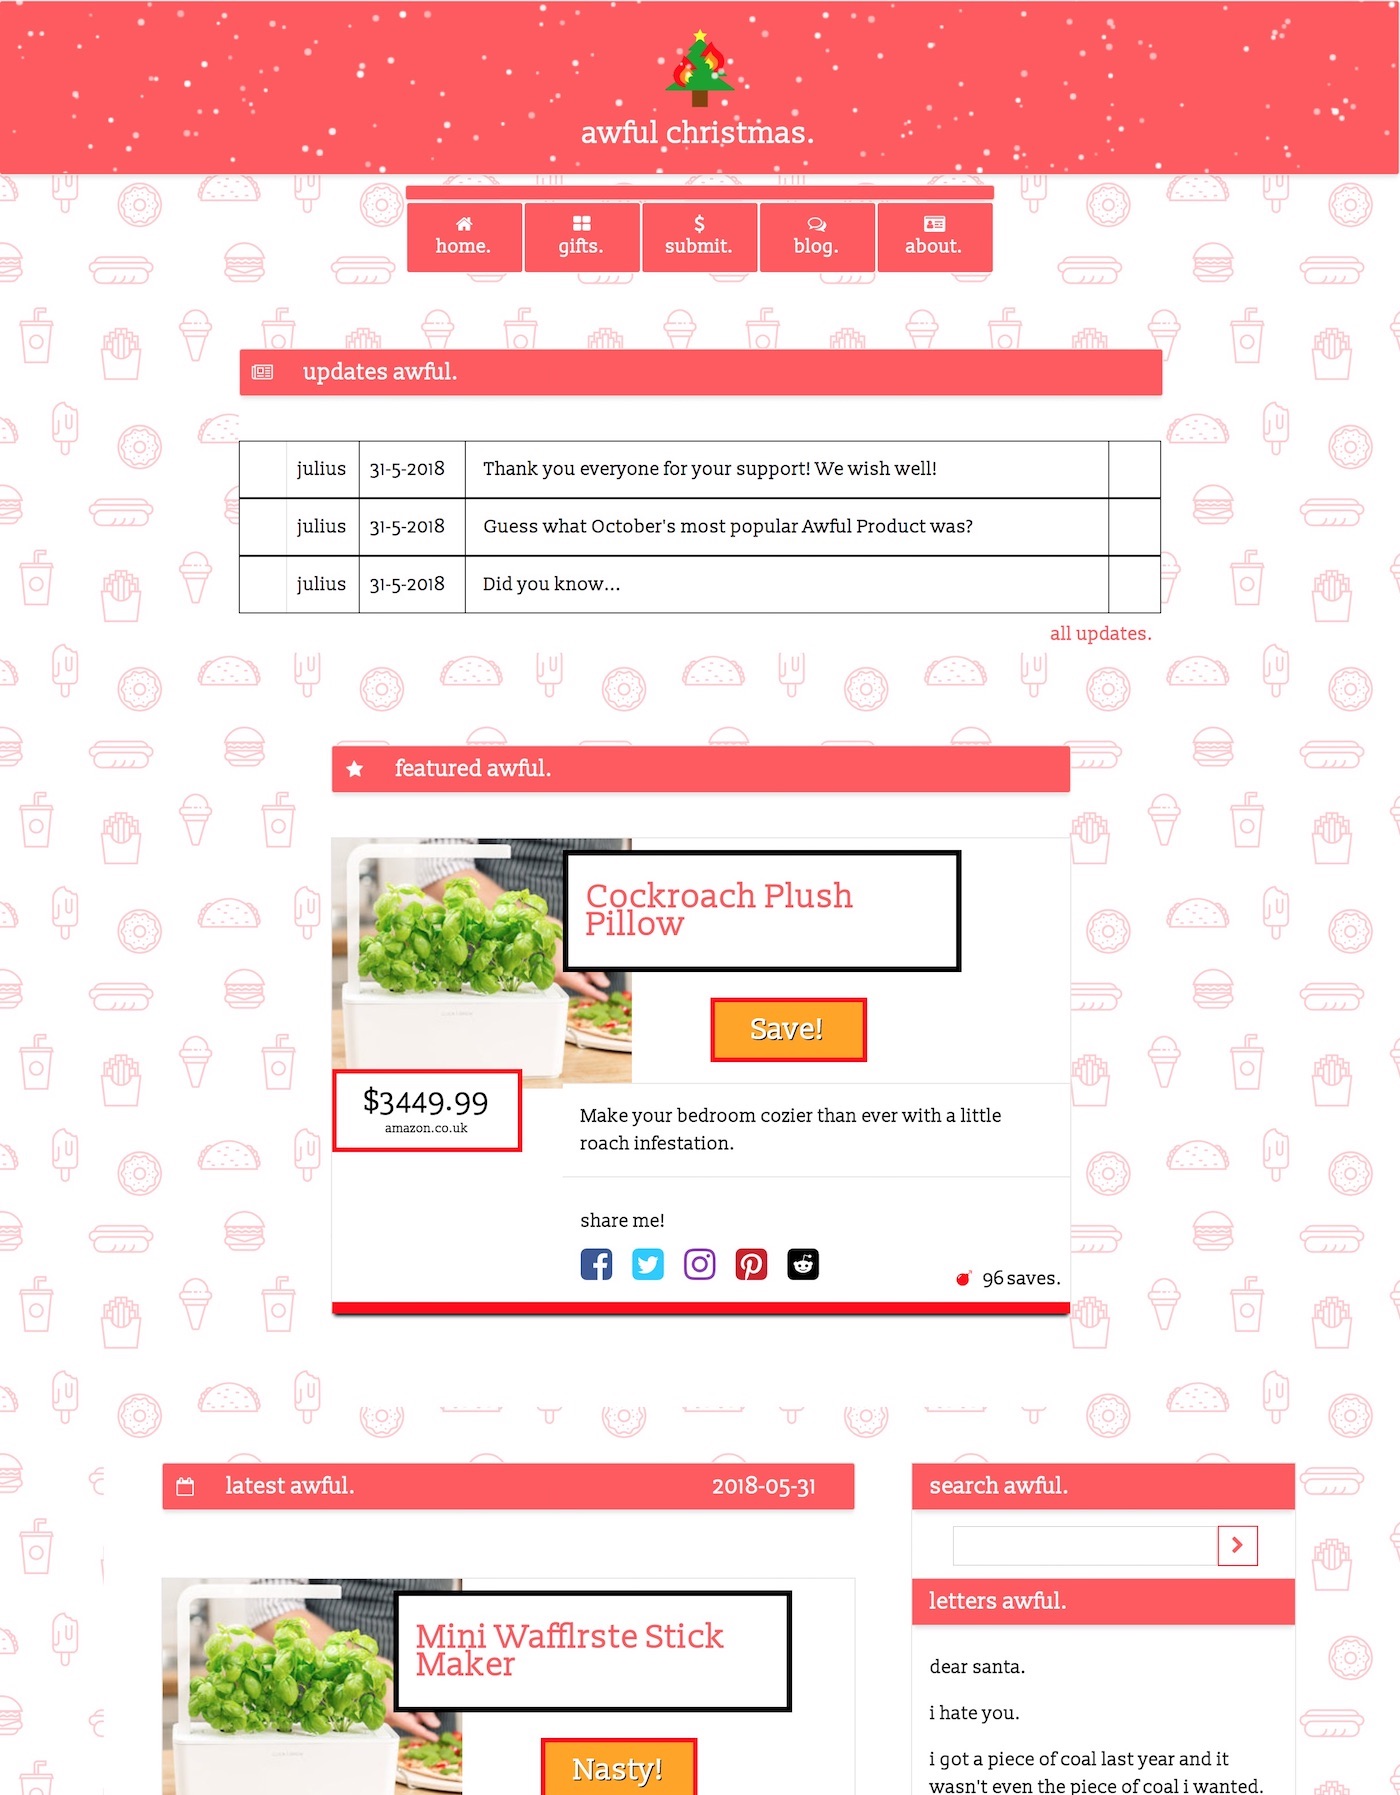 awful christmas.
home.
gifts.
submit.
blog.
about.
updates awful.
julius 31-5-2018 Thank you everyone for your support! We wish well!
julius 31-5-2018 Guess what October's most popular Awful Product was?
julius 31-5-2018 Did you know...
all updates.
featured awful.
Cockroach Plush
Pillow
Save!
$3449.99
amazon.co.uk
Make your bedroom cozier than ever with a little
roach infestation.
share me!
96 saves.
latest awful. 2018-05-31
Mini Wafflrste Stick
Maker
Nasty!
search awful.
letters awful.
dear santa.
i hate you.
i got a piece of coal last year and it
wasn't even the piece of coal i wanted.